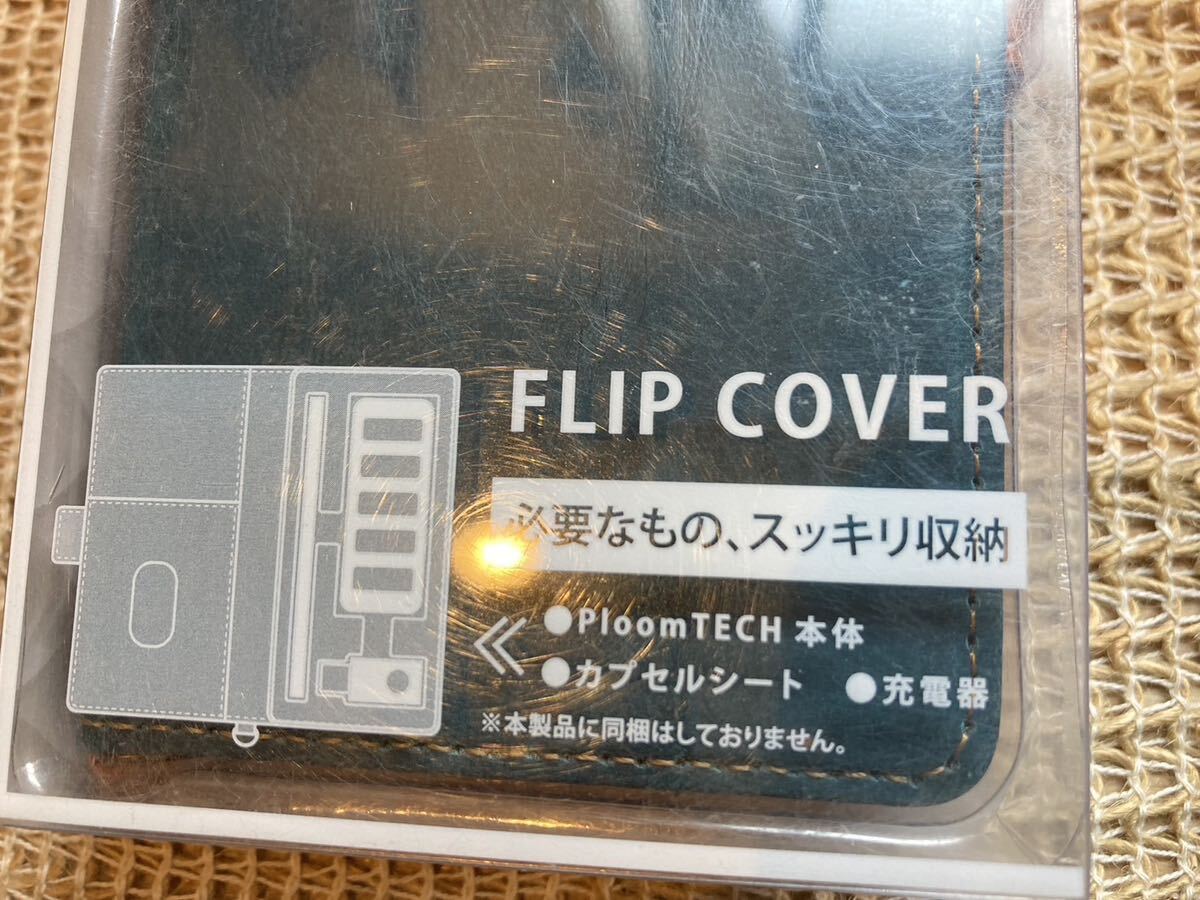 FLIP COVER
必要なもの、スッキリ収納
●PloomTECH 本体
●カプセルシート ●充電器
※本製品に同梱はしておりません。